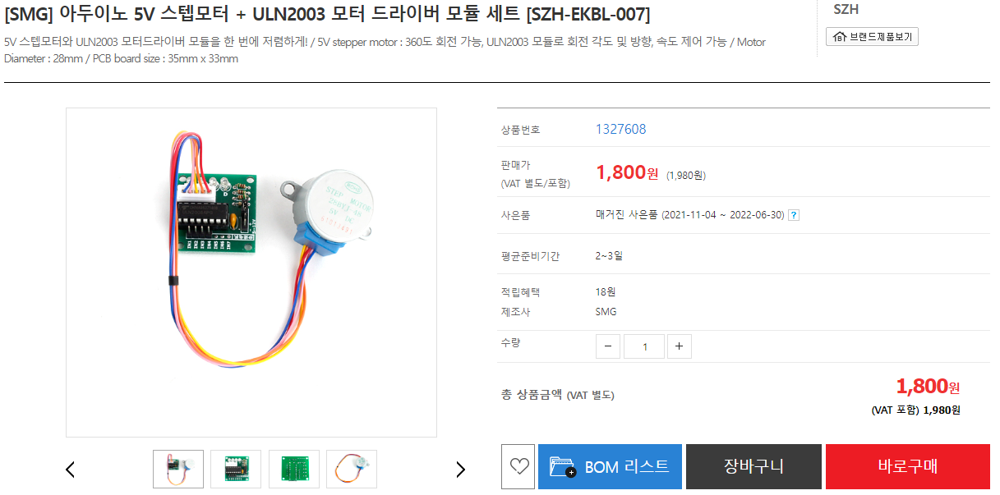 [SMG] 아두이노 5V 스텝모터 + ULN2003 모터 드라이버 모듈 세트 [SZH-EKBL-007]
5V 스텝모터와 ULN2003 모터드라이버 모듈을 한 번에 저렴하게! / 5V stepper motor : 360도 회전 가능, ULN2003 모듈로 회전 각도 및 방향, 속도 제어 가능 / Motor
Diameter : 28mm / PCB board size : 35mm x 33mm
SZH
브랜드제품보기
STEP MOTOR
5V DC
IN1 IN2 IN3 IN4 IN5 IN6 IN7
상품번호 1327608
판매가
(VAT 별도/포함) 1,800원 (1,980원)
사은품 매거진 사은품 (2021-11-04 ~ 2022-06-30) ?
평균준비기간 2~3일
적립혜택 18원
제조사 SMG
수량 − 1 +
총 상품금액 (VAT 별도) 1,800원
(VAT 포함) 1,980원
BOM 리스트
장바구니
바로구매